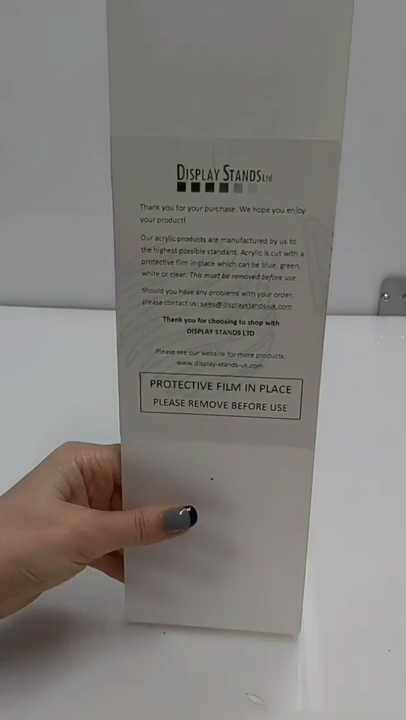 DISPLAY STANDS Ltd
Thank you for your purchase. We hope you enjoy
your product!
Our acrylic products are manufactured by us to
the highest possible standard. Acrylic is cut with a
protective film in place which can be blue, green,
white or clear. This must be removed before use.
Should you have any problems with your order,
please contact us: sales@displaystands-uk.com
Thank you for choosing to shop with
DISPLAY STANDS LTD
Please see our website for more products:
www.display-stands-uk.com
PROTECTIVE FILM IN PLACE
PLEASE REMOVE BEFORE USE